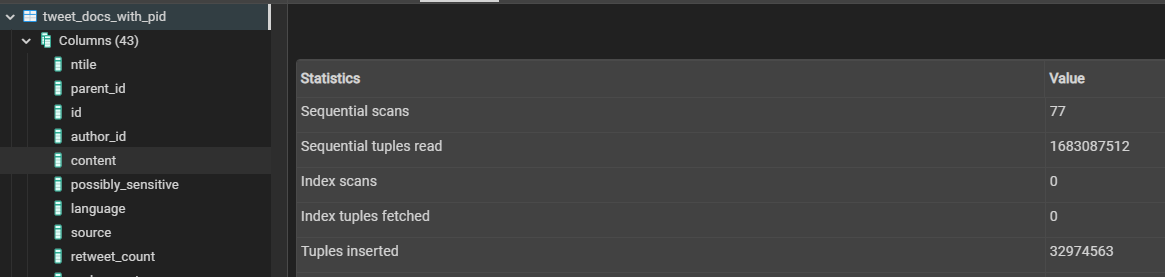 tweet_docs_with_pid
Columns (43)
ntile
parent_id
id
author_id
content
possibly_sensitive
language
source
retweet_count
Statistics Value
Sequential scans 77
Sequential tuples read 1683087512
Index scans 0
Index tuples fetched 0
Tuples inserted 32974563